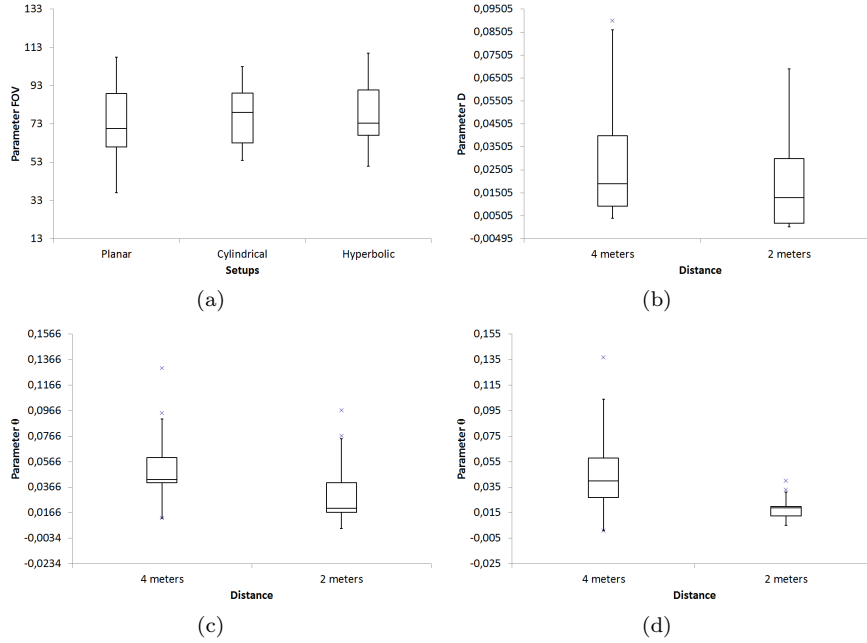 133
113
93
73
53
33
13
Parameter FOV
Planar
Cylindrical
Hyperbolic
Setups
(a)
0,09505
0,08505
0,07505
0,06505
0,05505
0,04505
0,03505
0,02505
0,01505
0,00505
-0,00495
Parameter D
4 meters
2 meters
Distance
(b)
0,1566
0,1366
0,1166
0,0966
0,0766
0,0566
0,0366
0,0166
-0,0034
-0,0234
Parameter θ
4 meters
2 meters
Distance
(c)
0,155
0,135
0,115
0,095
0,075
0,055
0,035
0,015
-0,005
-0,025
Parameter θ
4 meters
2 meters
Distance
(d)